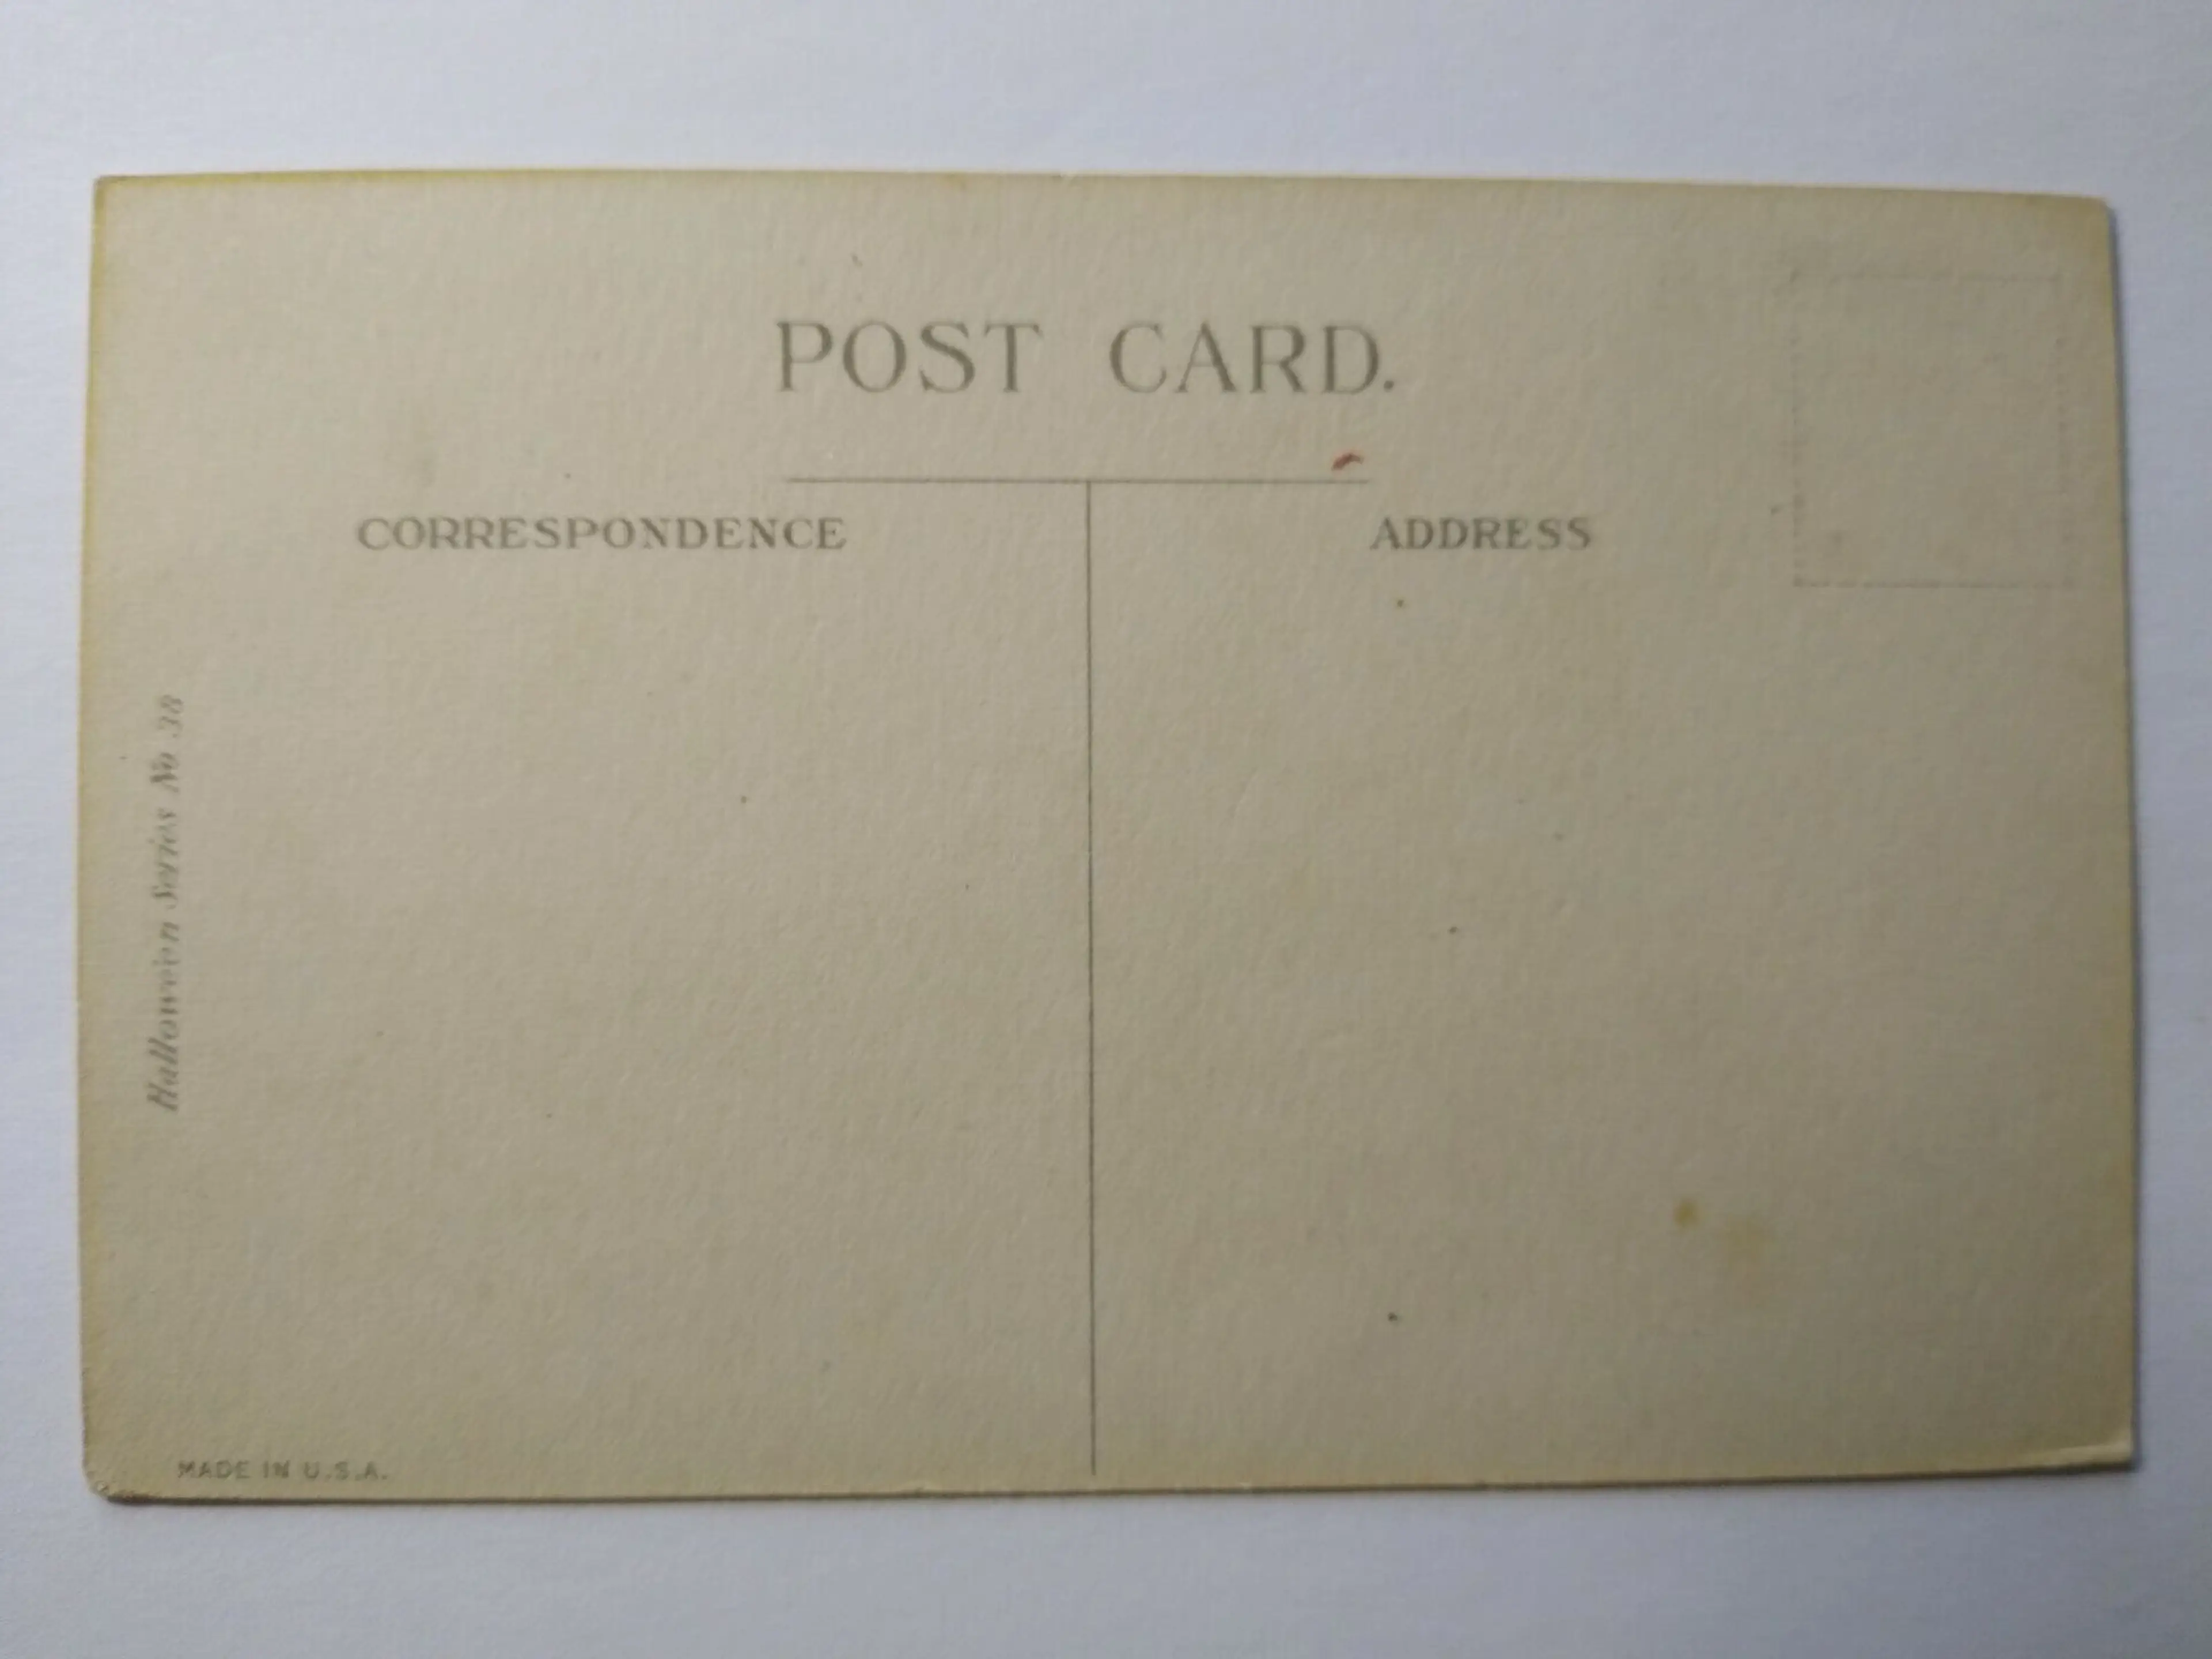 POST CARD.
CORRESPONDENCE
ADDRESS
Halloween Series No 38
MADE IN U.S.A.